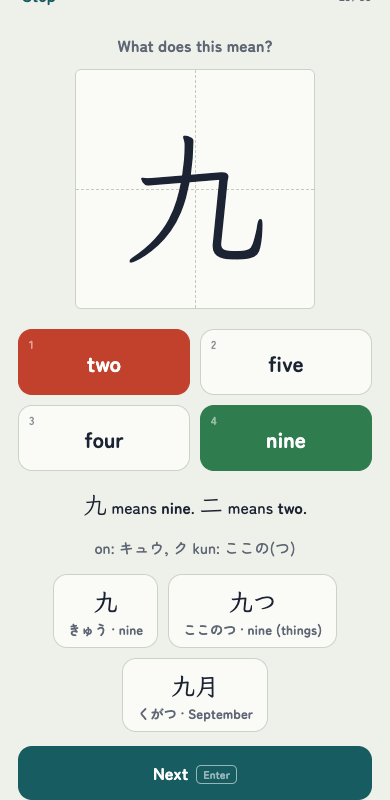 What does this mean?
九
1
two
2
five
3
four
4
nine
九 means nine. 二 means two.
on: キュウ, ク kun: ここの(つ)
九
きゅう · nine
九つ
ここのつ · nine (things)
九月
くがつ · September
Next Enter